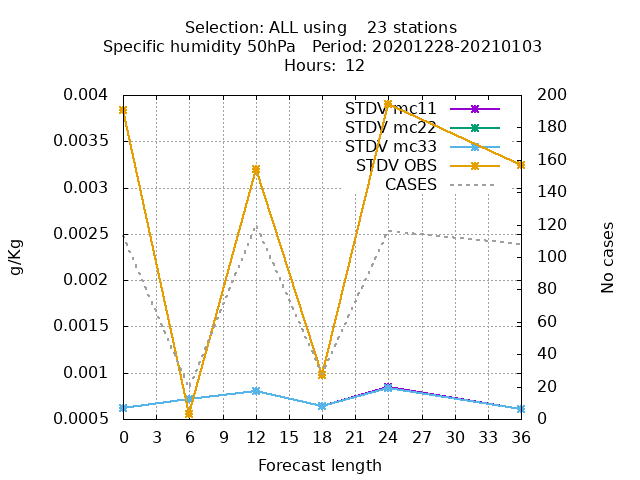 Selection: ALL using    23 stations
Specific humidity 50hPa   Period: 20201228-20210103
Hours: 12
0.004
0.0035
0.003
0.0025
0.002
0.0015
0.001
0.0005
g/Kg
STDV mc11
STDV mc22
STDV mc33
STDV OBS
CASES
200
180
160
140
120
100
80
60
40
20
0
No cases
0 3 6 9 12 15 18 21 24 27 30 33 36
Forecast length